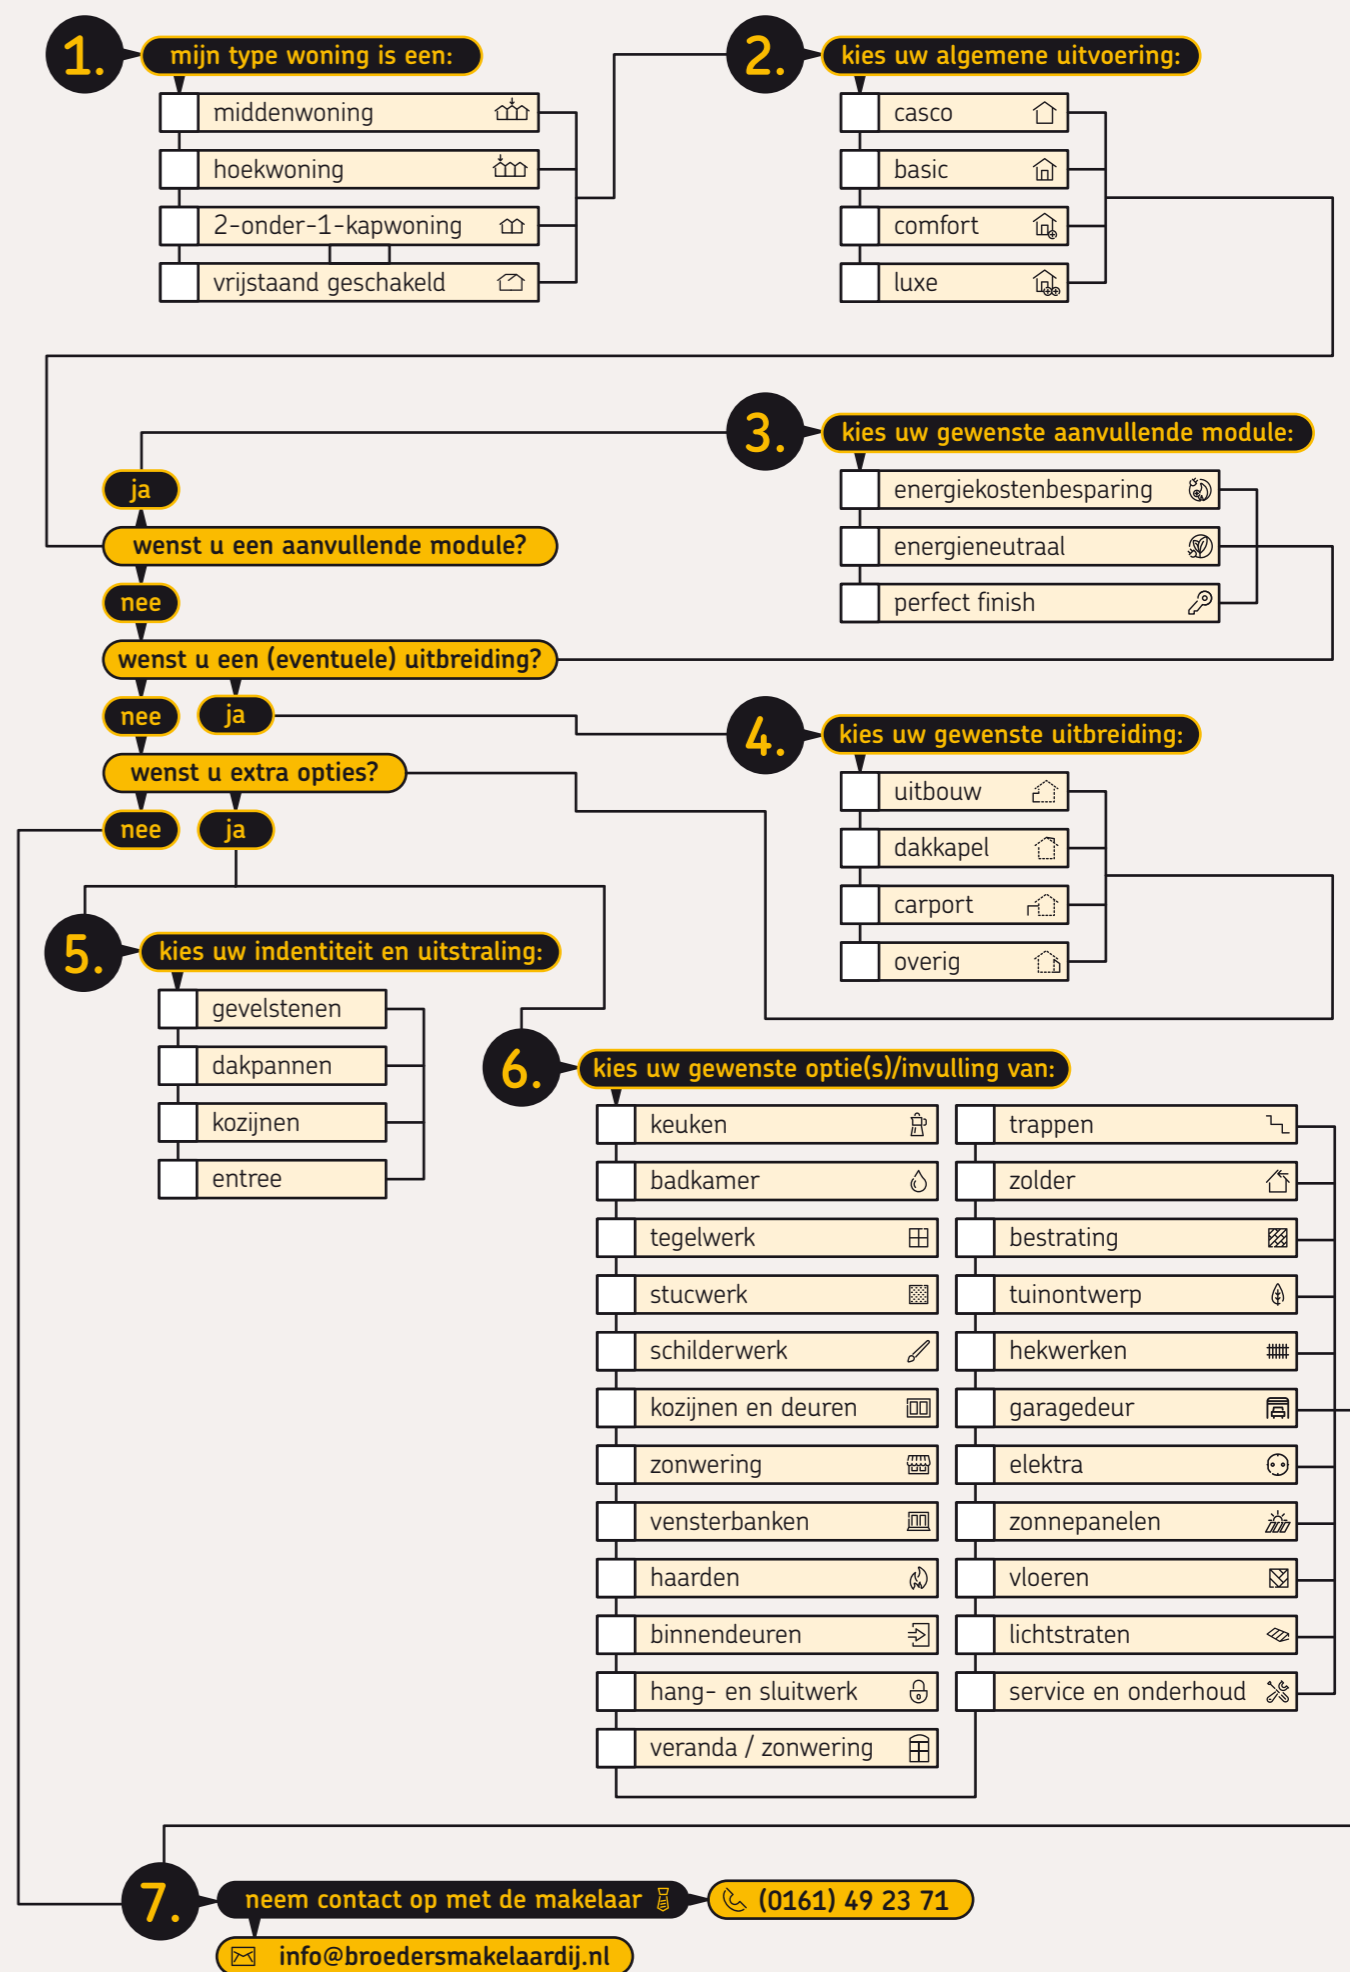 1.
mijn type woning is een:
middenwoning
hoekwoning
2-onder-1-kapwoning
vrijstaand geschakeld
2.
kies uw algemene uitvoering:
casco
basic
comfort
luxe
3.
kies uw gewenste aanvullende module:
energiekostenbesparing
energieneutraal
perfect finish
ja
wenst u een aanvullende module?
nee
wenst u een (eventuele) uitbreiding?
nee
ja
wenst u extra opties?
nee
ja
4.
kies uw gewenste uitbreiding:
uitbouw
dakkapel
carport
overig
5.
kies uw indentiteit en uitstraling:
gevelstenen
dakpannen
kozijnen
entree
6.
kies uw gewenste optie(s)/invulling van:
keuken
badkamer
tegelwerk
stucwerk
schilderwerk
kozijnen en deuren
zonwering
vensterbanken
haarden
binnendeuren
hang- en sluitwerk
veranda / zonwering
trappen
zolder
bestrating
tuinontwerp
hekwerken
garagedeur
elektra
zonnepanelen
vloeren
lichtstraten
service en onderhoud
7.
neem contact op met de makelaar
(0161) 49 23 71
info@broedersmakelaardij.nl